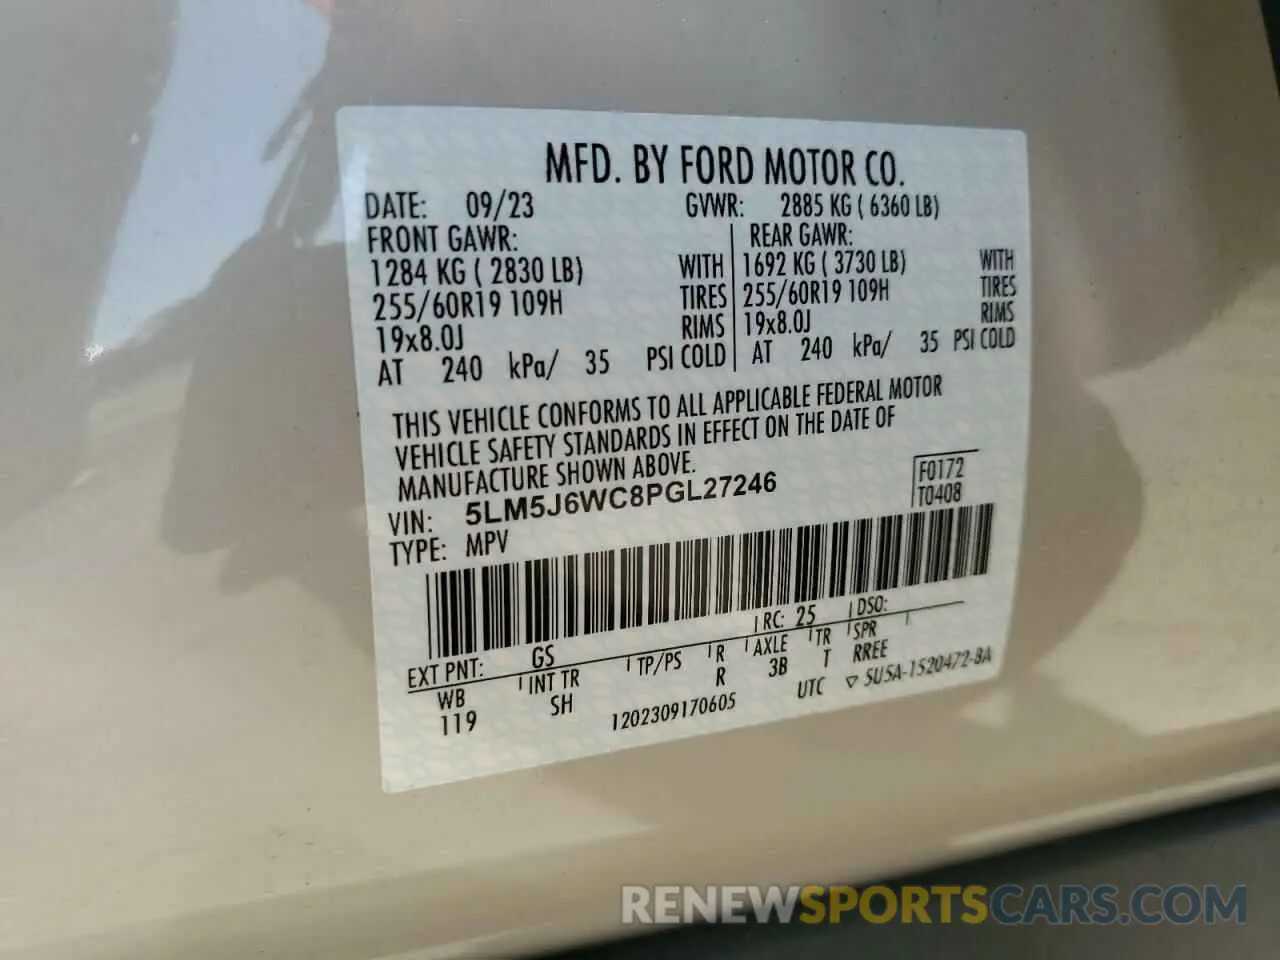 MFD. BY FORD MOTOR CO.
DATE: 09/23 GVWR: 2885 KG ( 6360 LB)
FRONT GAWR: REAR GAWR:
1284 KG ( 2830 LB) WITH 1692 KG ( 3730 LB) WITH
255/60R19 109H TIRES 255/60R19 109H TIRES
19x8.0J RIMS 19x8.0J RIMS
AT 240 kPa/ 35 PSI COLD AT 240 kPa/ 35 PSI COLD
THIS VEHICLE CONFORMS TO ALL APPLICABLE FEDERAL MOTOR
VEHICLE SAFETY STANDARDS IN EFFECT ON THE DATE OF
MANUFACTURE SHOWN ABOVE.
VIN: 5LM5J6WC8PGL27246
F0172
T0408
TYPE: MPV
EXT PNT: GS RC: 25 DSO:
WB INT TR TP/PS R AXLE TR SPR
119 SH R 3B T RREE
1202309170605 UTC ▽ 5U5A-1520472-BA
RENEWSPORTSCARS.COM